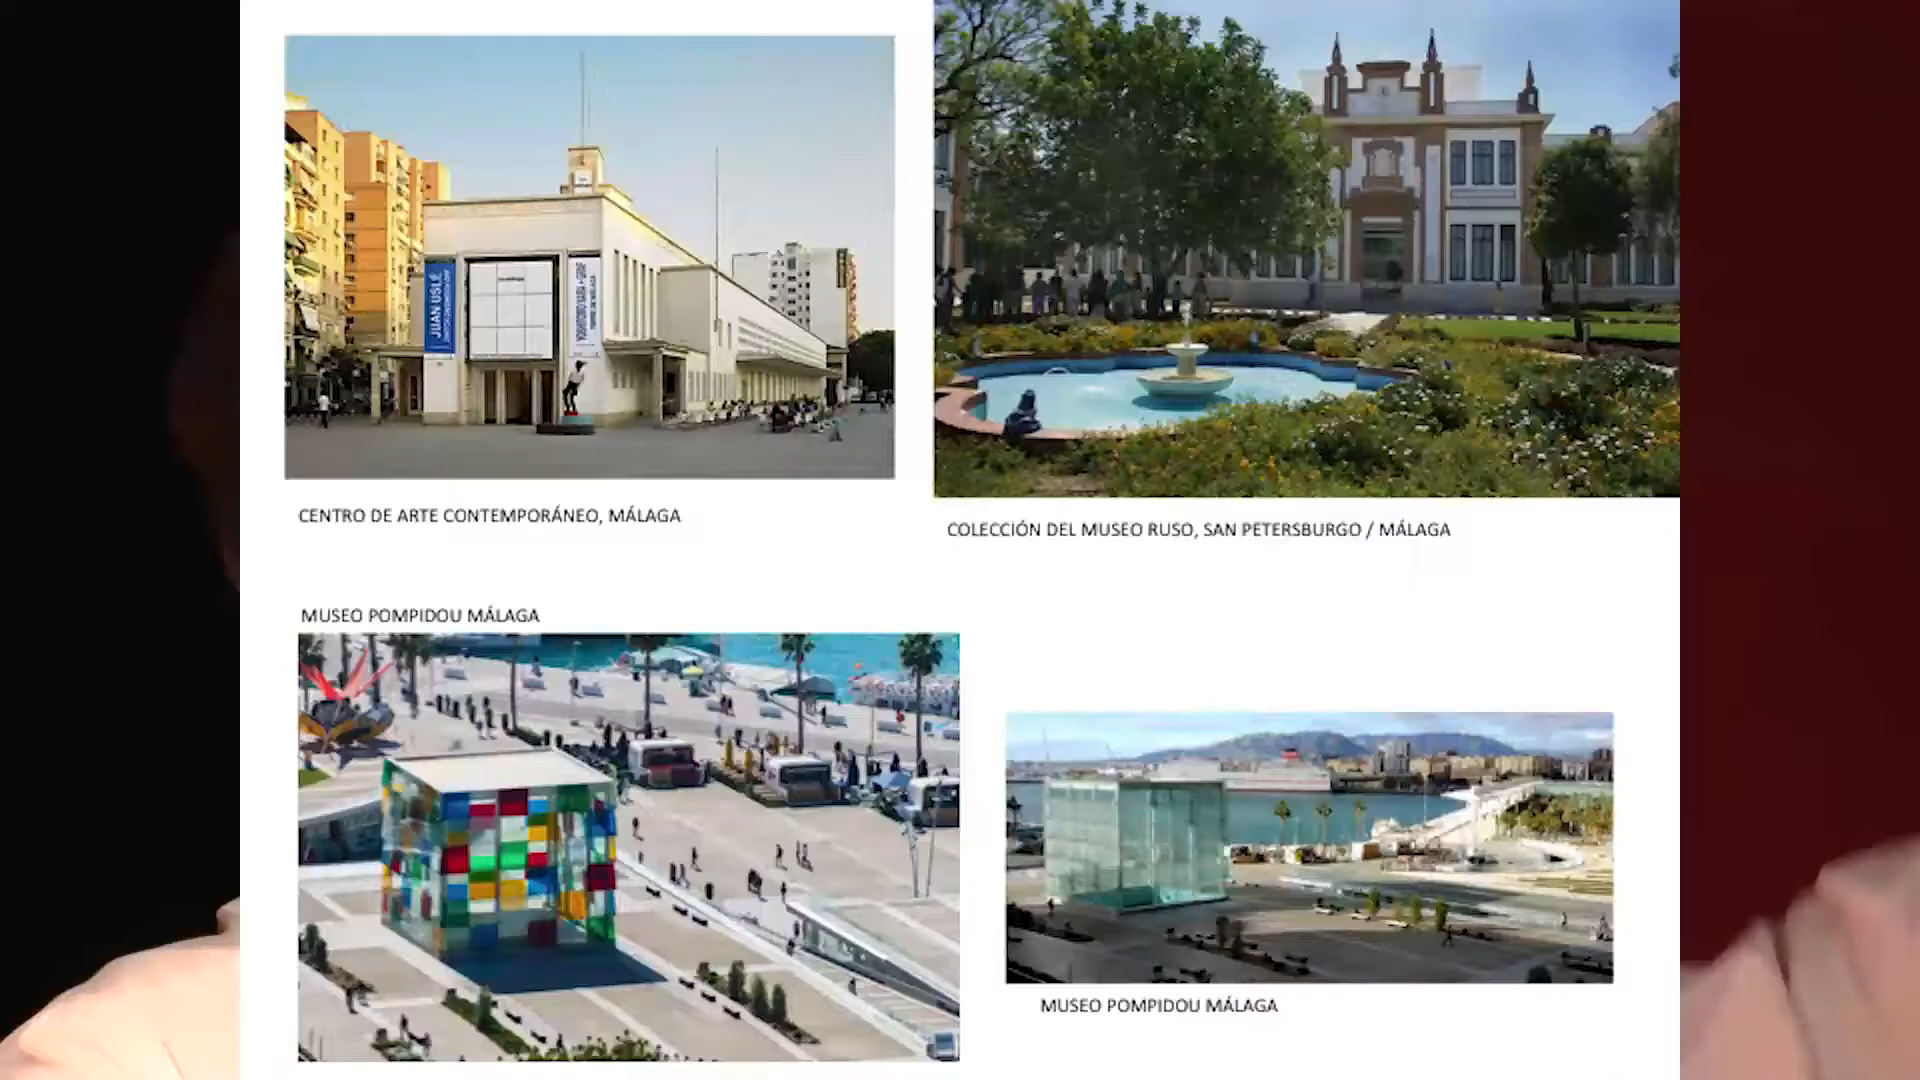 JUAN USLÉ
CENTRO DE ARTE CONTEMPORÁNEO, MÁLAGA
COLECCIÓN DEL MUSEO RUSO, SAN PETERSBURGO / MÁLAGA
MUSEO POMPIDOU MÁLAGA
MUSEO POMPIDOU MÁLAGA